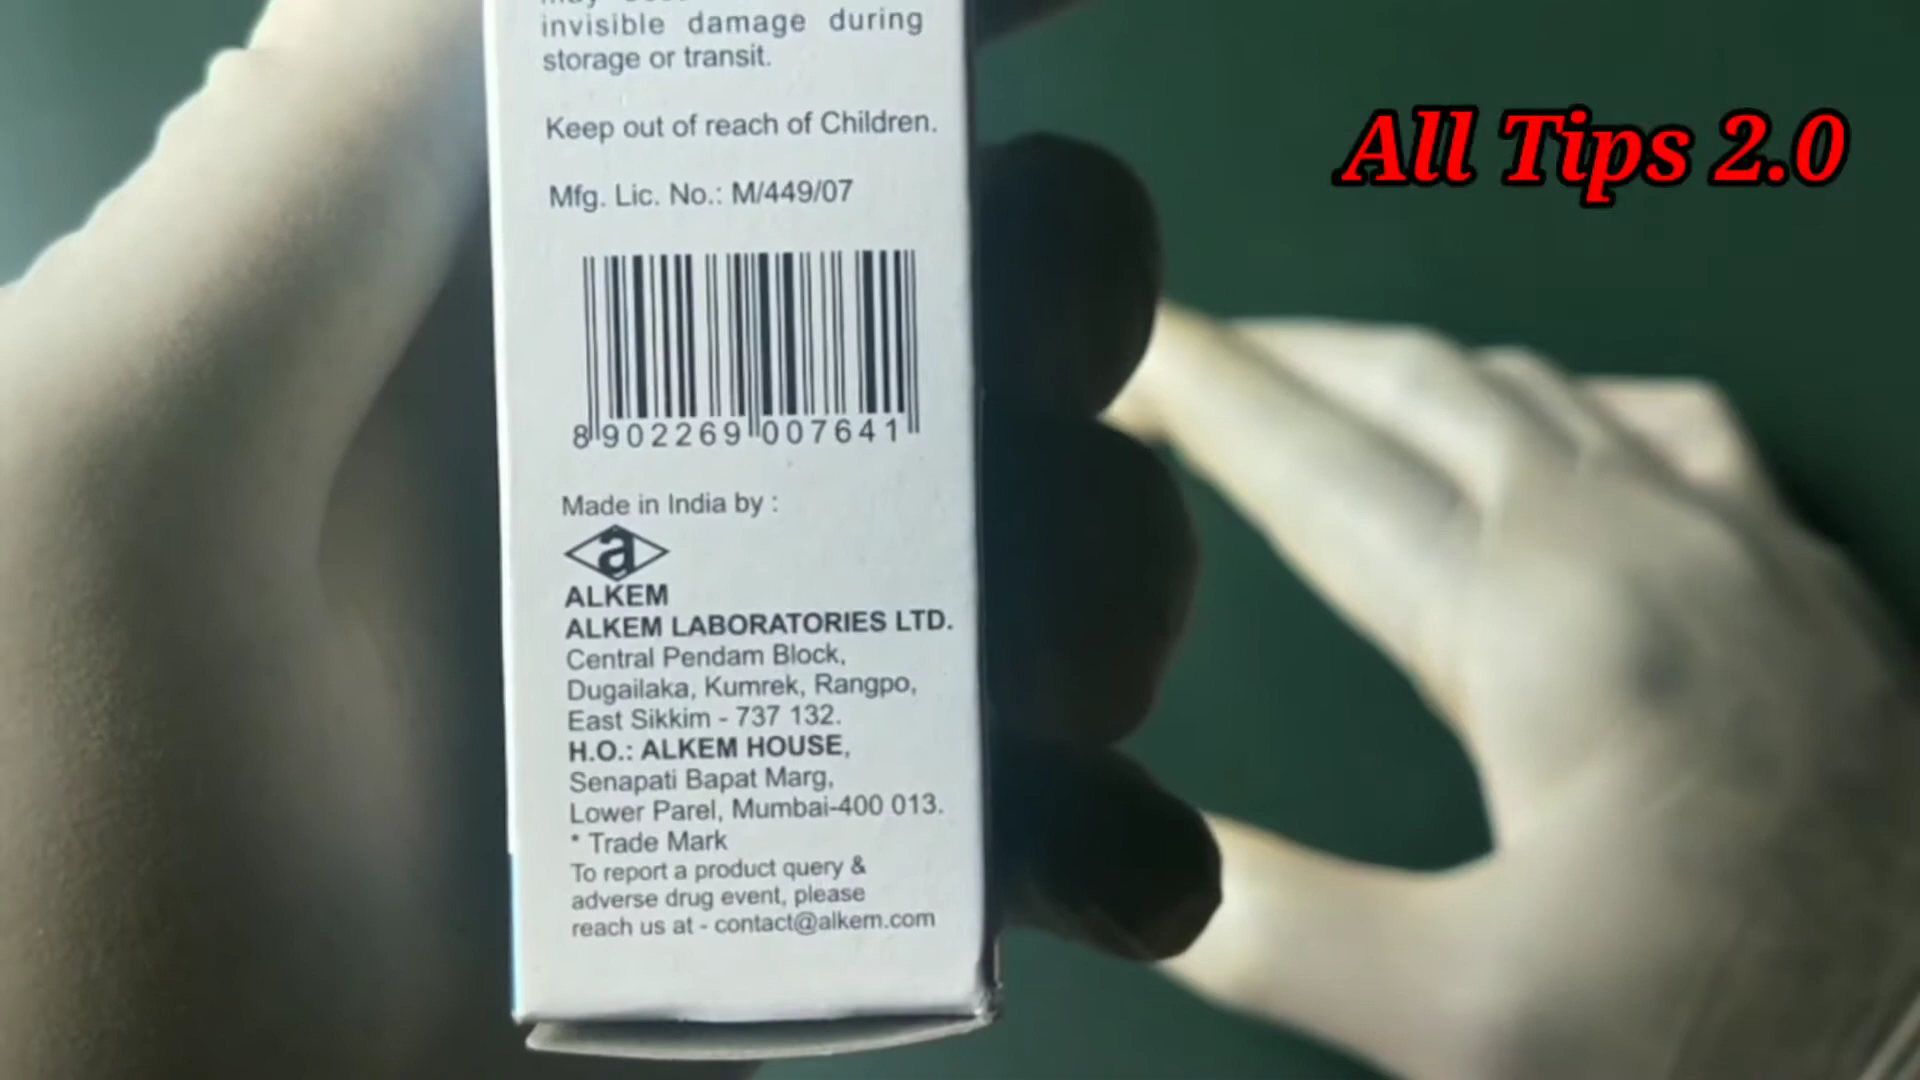 invisible damage during
storage or transit.
Keep out of reach of Children.
Mfg. Lic. No.: M/449/07
8 902269 007641
Made in India by :
a
ALKEM
ALKEM LABORATORIES LTD.
Central Pendam Block,
Dugailaka, Kumrek, Rangpo,
East Sikkim - 737 132.
H.O.: ALKEM HOUSE,
Senapati Bapat Marg,
Lower Parel, Mumbai-400 013.
* Trade Mark
To report a product query &
adverse drug event, please
reach us at - contact@alkem.com
All Tips 2.0